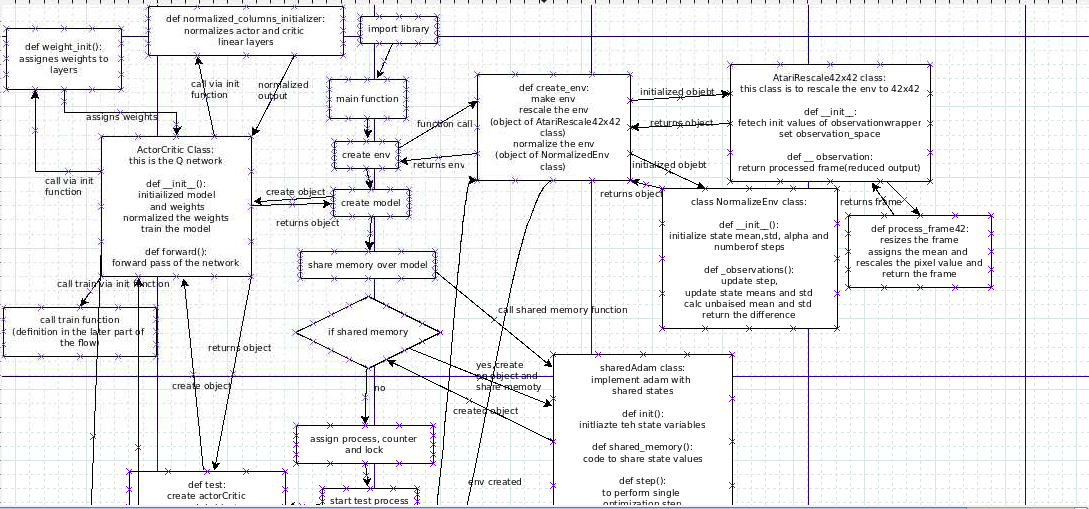 def normalized_columns_initializer:
normalizes actor and critic
linear layers
import library
def weight_init():
assignes weights to
layers
call via init
function
normalized
output
main function
def create_env:
make env
rescale the env
(object of AtariRescale42x42
class)
normalize the env
(object of NormalizedEnv
class)
initialized objebt
returns object
AtariRescale42x42 class:
this class is to rescale the env to 42x42
def __init__:
fetech init values of observationwrapper
set observation_space
def __ observation:
return processed frame(reduced output)
assigns weights
function call
create env
returns env
ActorCritic Class:
this is the Q network
def __init__():
initiailized model
and weights
normalized the weights
train the model
def forward():
forward pass of the network
call via init
function
create object
returns object
create model
initialized objebt
returns object
class NormalizeEnv class:
def __init__():
initialize state mean,std, alpha and
numberof steps
def _observations():
update step,
update state means and std
calc unbaised mean and std
return the difference
returns frame
def process_frame42:
resizes the frame
assigns the mean and
rescales the pixel value and
return the frame
share memory over model
call train via init function
call train function
(definition in the later part of
the flow)
if shared memory
call shared memory function
returns object
create object
yes,create
an object and
share memoty
created object
no
sharedAdam class:
implement adam with
shared states
def init():
initliazte teh state variables
def shared_memory():
code to share state values
def step():
to perform single
optimization step
assign process, counter
and lock
def test:
create actorCritic
start test process
env created